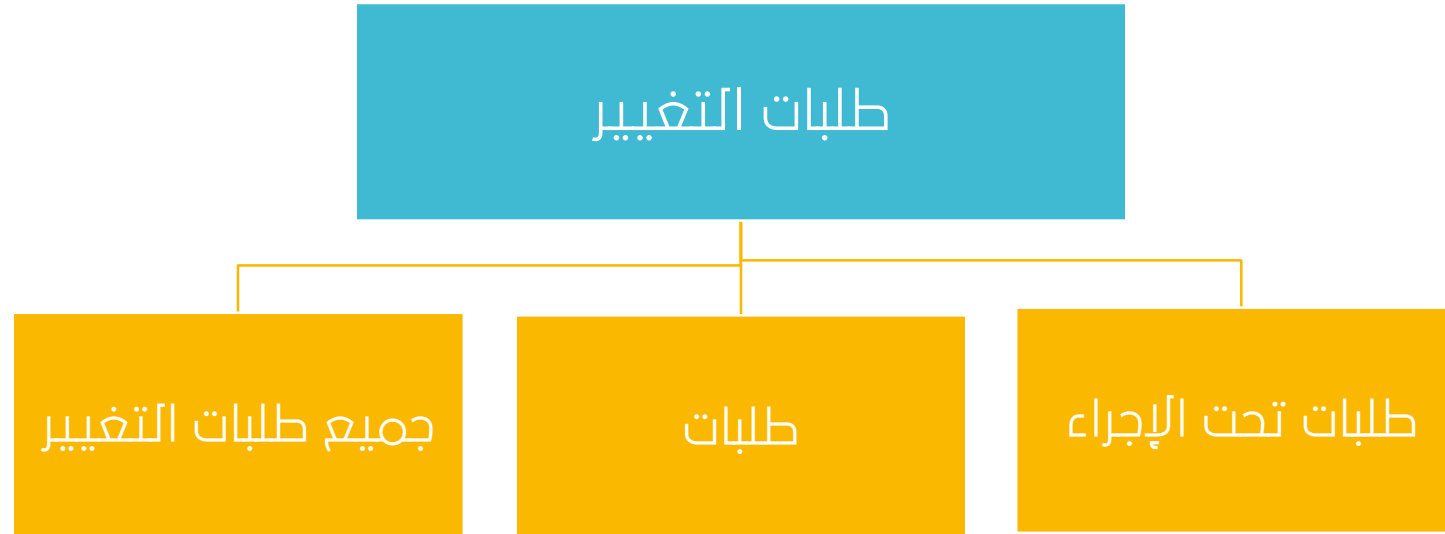 طلبات التغيير
طلبات تحت الإجراء
طلبات
جميع طلبات التغيير